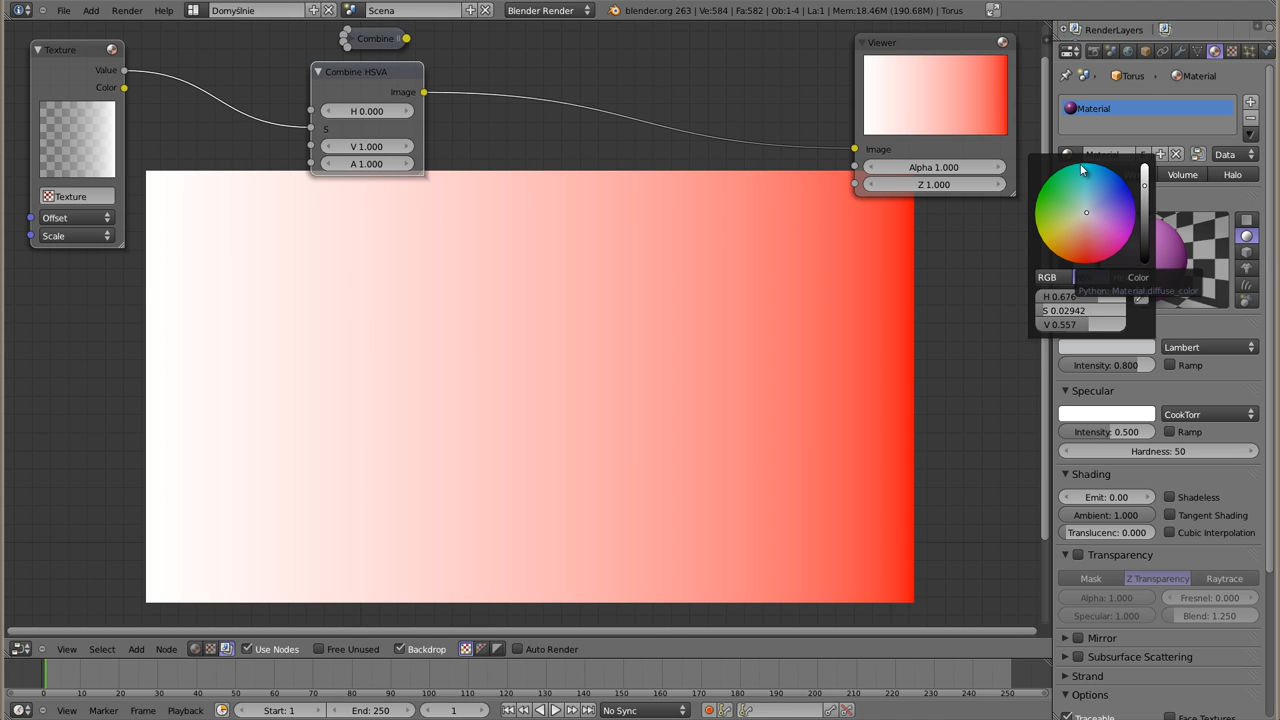 File Add Render Help Domyślnie Scena Blender Render blender.org 263 | Ve:584 | Fa:582 | Ob:1-4 | La:1 | Mem:18.46M (190.68M) | Torus
RenderLayers
Texture
Value
Color
Texture
Offset
Scale
Combine
Combine HSVA
Image
H 0.000
S
V 1.000
A 1.000
Viewer
Image
Alpha 1.000
Z 1.000
Torus Material
Material
Data
Volume Halo
RGB Color
Python: Material.diffuse_color
H 0.676
S 0.02942
V 0.557
Lambert
Intensity: 0.800 Ramp
Specular
CookTorr
Intensity: 0.500 Ramp
Hardness: 50
Shading
Emit: 0.00 Shadeless
Ambient: 1.000 Tangent Shading
Translucenc: 0.000 Cubic Interpolation
Transparency
Mask Z Transparency Raytrace
Alpha: 1.000 Fresnel: 0.000
Specular: 1.000 Blend: 1.250
Mirror
Subsurface Scattering
Strand
Options
Traceable Face Textures
View Select Add Node Use Nodes Free Unused Backdrop Auto Render
0 10 20 30 40 50 60 70 80 90 100 110 120 130 140 150 160 170 180 190 200 210 220 230 240 250
View Marker Frame Playback Start: 1 End: 250 1 No Sync